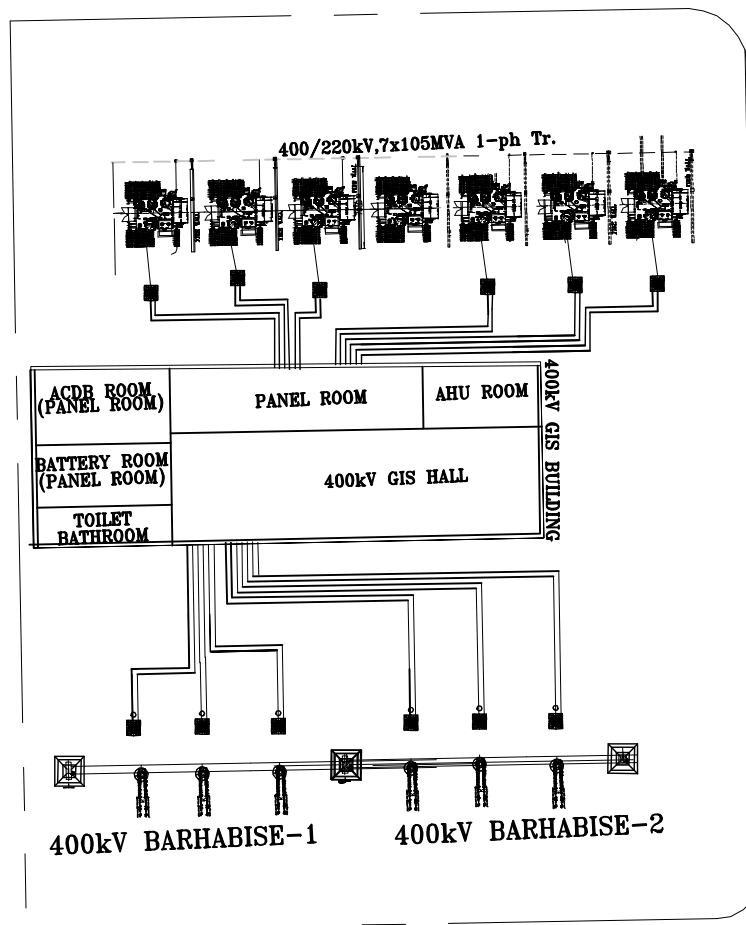 400/220kV,7x105MVA 1-ph Tr.
ACDB ROOM
(PANEL ROOM)
PANEL ROOM
AHU ROOM
400kV GIS BUILDING
BATTERY ROOM
(PANEL ROOM)
400kV GIS HALL
TOILET
BATHROOM
400kV BARHABISE-1
400kV BARHABISE-2